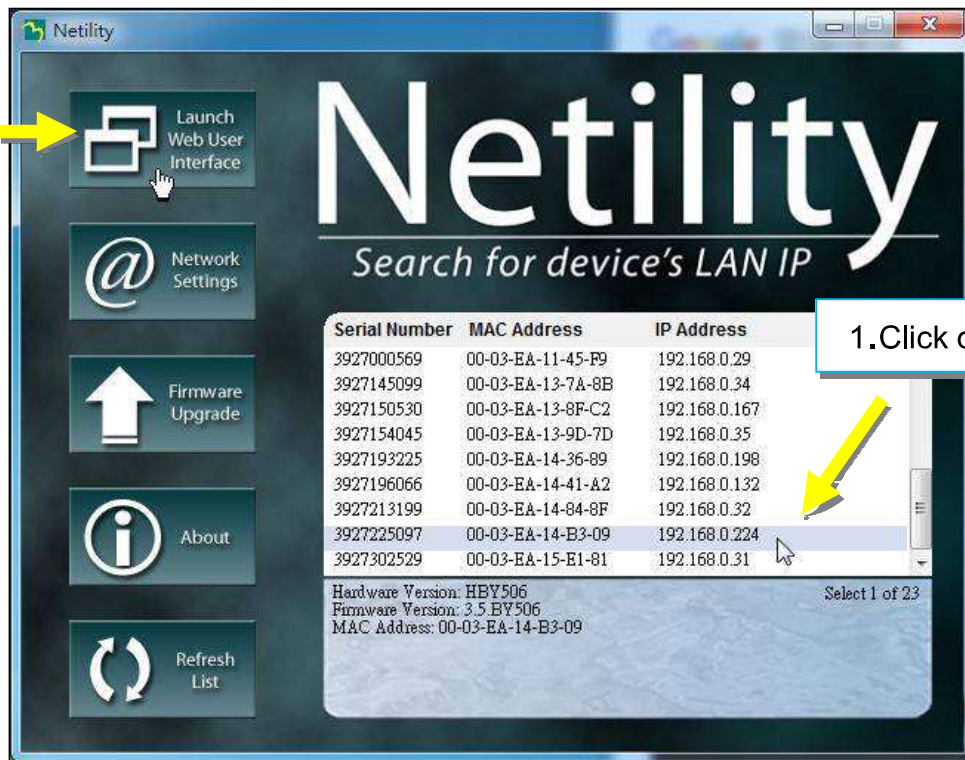 Netility
Launch
Web User
Interface
Network
Settings
Firmware
Upgrade
About
Refresh
List
Netility
Search for device's LAN IP
Serial Number MAC Address IP Address
3927000569 00-03-EA-11-45-F9 192.168.0.29
3927145099 00-03-EA-13-7A-8B 192.168.0.34
3927150530 00-03-EA-13-8F-C2 192.168.0.167
3927154045 00-03-EA-13-9D-7D 192.168.0.35
3927193225 00-03-EA-14-36-89 192.168.0.198
3927196066 00-03-EA-14-41-A2 192.168.0.132
3927213199 00-03-EA-14-84-8F 192.168.0.32
3927225097 00-03-EA-14-B3-09 192.168.0.224
3927302529 00-03-EA-15-E1-81 192.168.0.31
1.Click
Hardware Version: HBY506 Select 1 of 23
Firmware Version: 3.5.BY506
MAC Address: 00-03-EA-14-B3-09